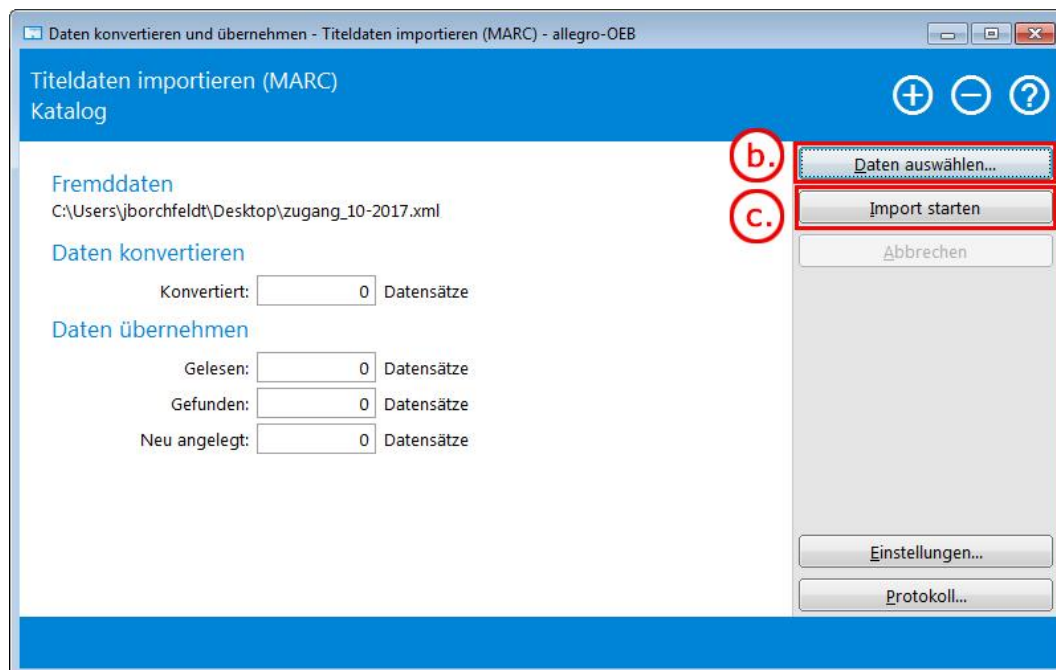 Daten konvertieren und übernehmen - Titeldaten importieren (MARC) - allegro-OEB
Titeldaten importieren (MARC)
Katalog
b.
Daten auswählen...
Fremddaten
C:\Users\jborchfeldt\Desktop\zugang_10-2017.xml
c.
Import starten
Daten konvertieren
Abbrechen
Konvertiert: 0 Datensätze
Daten übernehmen
Gelesen: 0 Datensätze
Gefunden: 0 Datensätze
Neu angelegt: 0 Datensätze
Einstellungen...
Protokoll...